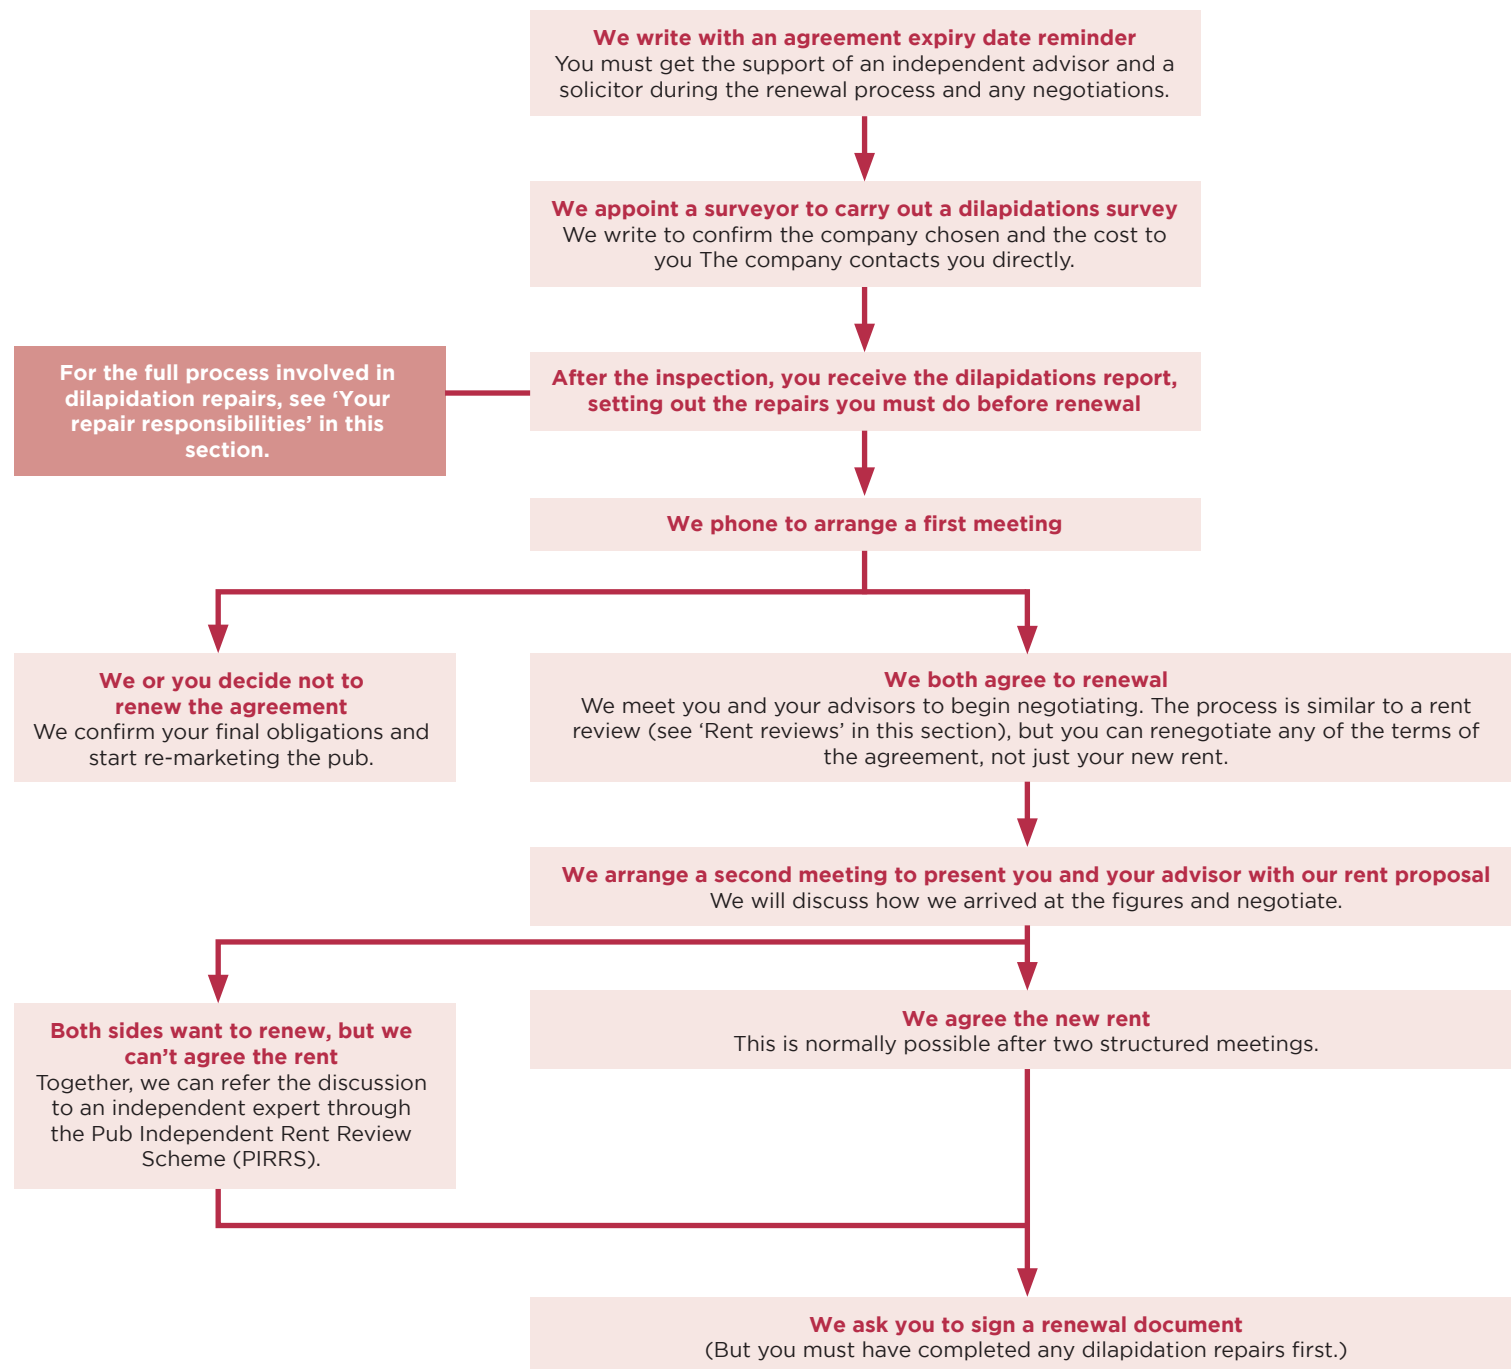 We write with an agreement expiry date reminder
You must get the support of an independent advisor and a
solicitor during the renewal process and any negotiations.
We appoint a surveyor to carry out a dilapidations survey
We write to confirm the company chosen and the cost to
you The company contacts you directly.
For the full process involved in
dilapidation repairs, see ‘Your
repair responsibilities’ in this
section.
After the inspection, you receive the dilapidations report,
setting out the repairs you must do before renewal
We phone to arrange a first meeting
We or you decide not to
renew the agreement
We confirm your final obligations and
start re-marketing the pub.
We both agree to renewal
We meet you and your advisors to begin negotiating. The process is similar to a rent
review (see ‘Rent reviews’ in this section), but you can renegotiate any of the terms of
the agreement, not just your new rent.
We arrange a second meeting to present you and your advisor with our rent proposal
We will discuss how we arrived at the figures and negotiate.
Both sides want to renew, but we
can’t agree the rent
Together, we can refer the discussion
to an independent expert through
the Pub Independent Rent Review
Scheme (PIRRS).
We agree the new rent
This is normally possible after two structured meetings.
We ask you to sign a renewal document
(But you must have completed any dilapidation repairs first.)